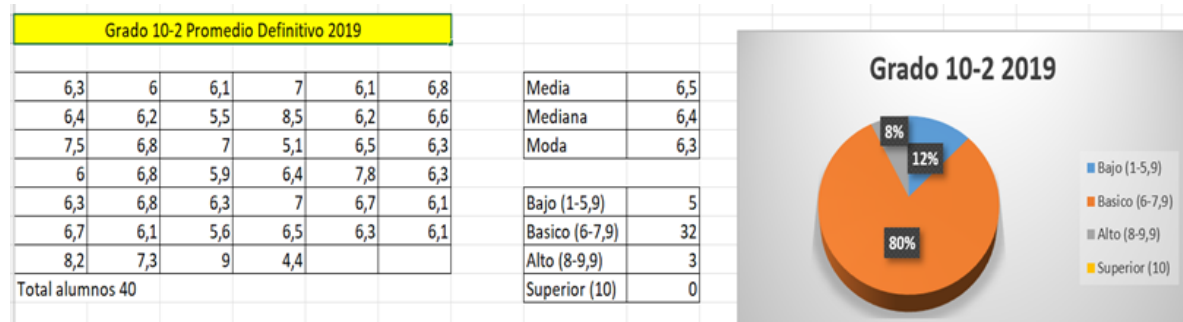 Grado 10-2 Promedio Definitivo 2019
6,3 6 6,1 7 6,1 6,8
6,4 6,2 5,5 8,5 6,2 6,6
7,5 6,8 7 5,1 6,5 6,3
6 6,8 5,9 6,4 7,8 6,3
6,3 6,8 6,3 7 6,7 6,1
6,7 6,1 5,6 6,5 6,3 6,1
8,2 7,3 9 4,4
Total alumnos 40
Media 6,5
Mediana 6,4
Moda 6,3
Bajo (1-5,9) 5
Basico (6-7,9) 32
Alto (8-9,9) 3
Superior (10) 0
Grado 10-2 2019
8%
12%
80%
Bajo (1-5,9)
Basico (6-7,9)
Alto (8-9,9)
Superior (10)